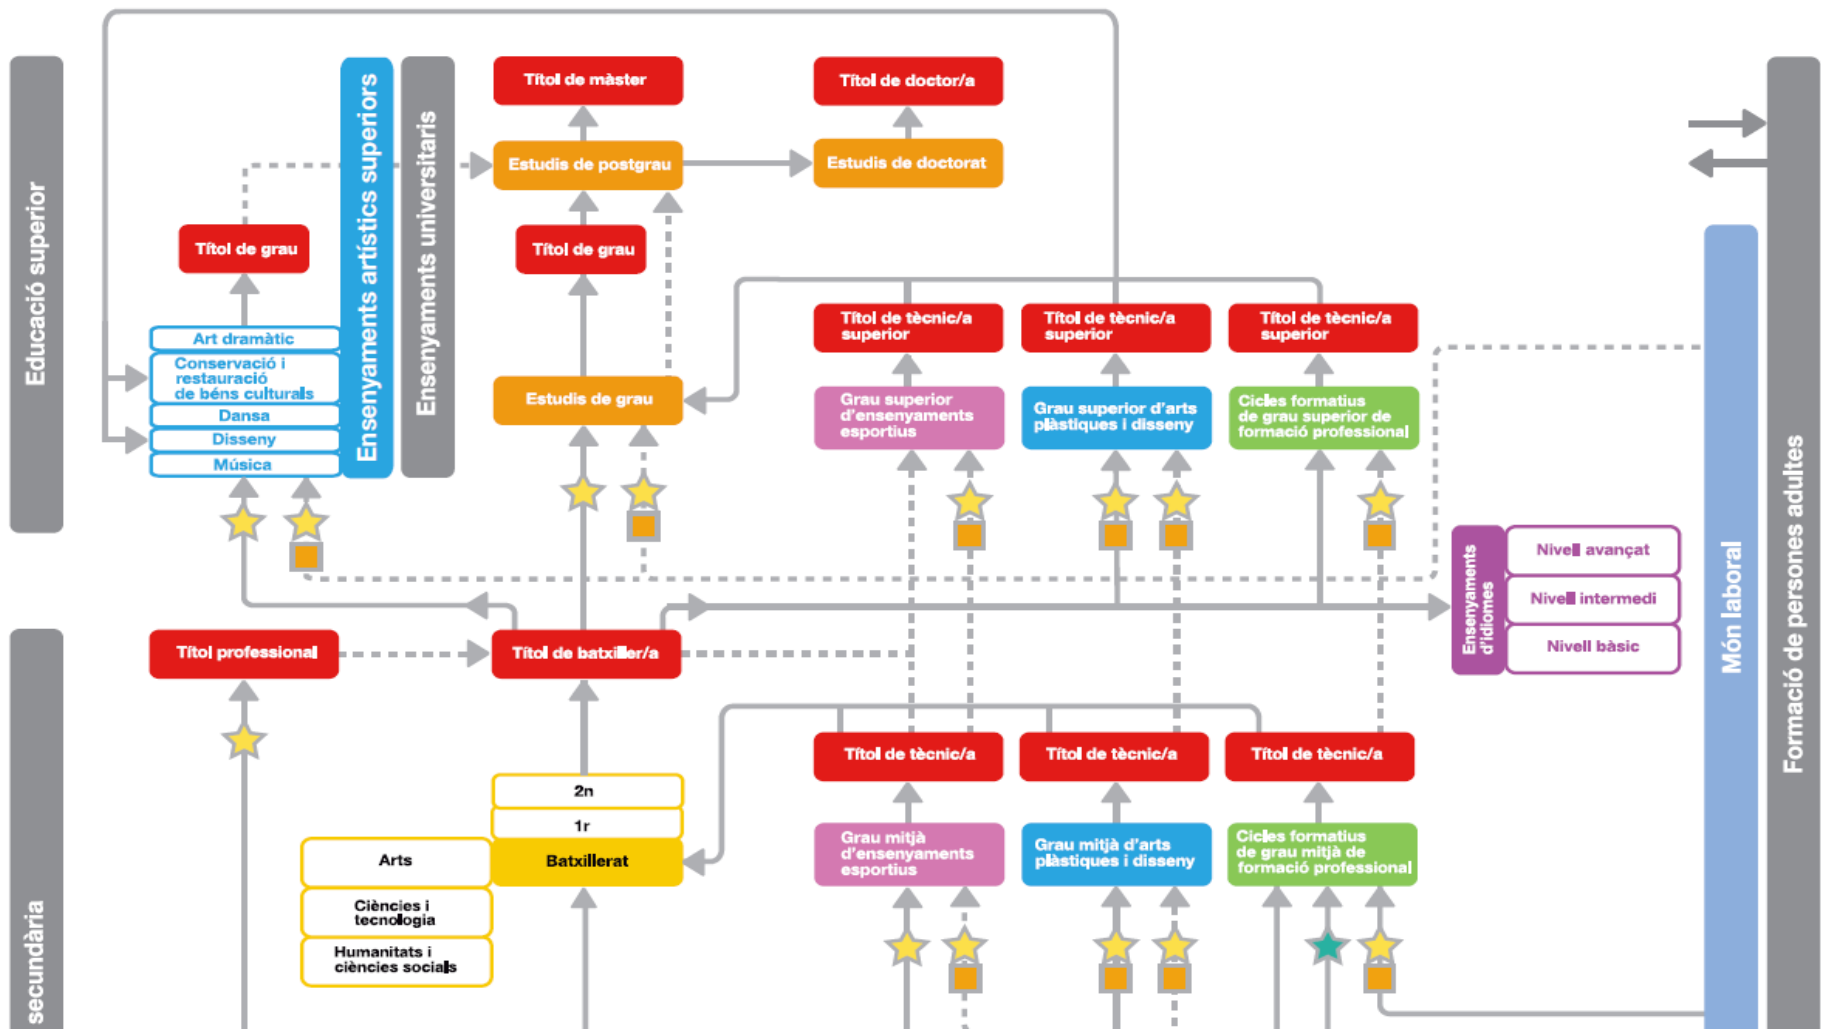 Educació superior
Ensenyaments artístics superiors
Ensenyaments universitaris
Títol de màster
Títol de doctor/a
Estudis de postgrau
Estudis de doctorat
Títol de grau
Títol de grau
Art dramàtic
Conservació i
restauració
de béns culturals
Dansa
Disseny
Música
Estudis de grau
Títol de tècnic/a
superior
Títol de tècnic/a
superior
Títol de tècnic/a
superior
Grau superior
d'ensenyaments
esportius
Grau superior d'arts
plàstiques i disseny
Cicles formatius
de grau superior de
formació professional
Ensenyaments
d'idiomes
Nivell avançat
Nivell intermedi
Nivell bàsic
Món laboral
Formació de persones adultes
secundària
Títol professional
Títol de batxiller/a
Títol de tècnic/a
Títol de tècnic/a
Títol de tècnic/a
2n
1r
Batxillerat
Arts
Ciències i
tecnologia
Humanitats i
ciències socials
Grau mitjà
d'ensenyaments
esportius
Grau mitjà d'arts
plàstiques i disseny
Cicles formatius
de grau mitjà de
formació professional